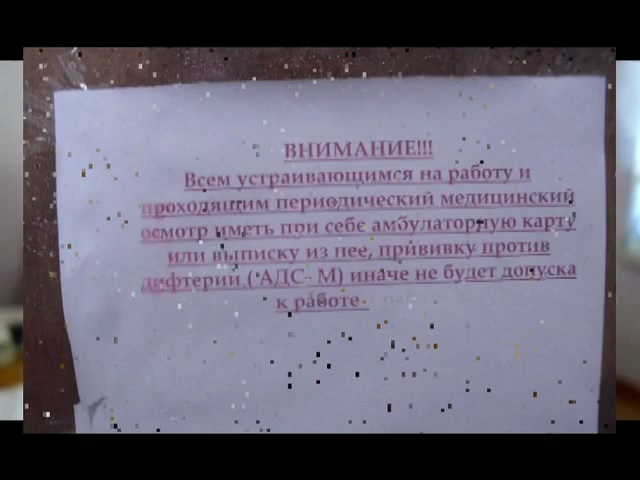 ВНИМАНИЕ!!!
Всем устраивающимся на работу и
проходящим периодический медицинский
осмотр иметь при себе амбулаторную карту
или выписку из нее, прививку против
дифтерии ( АДС- М) иначе не будет допуска
к работе